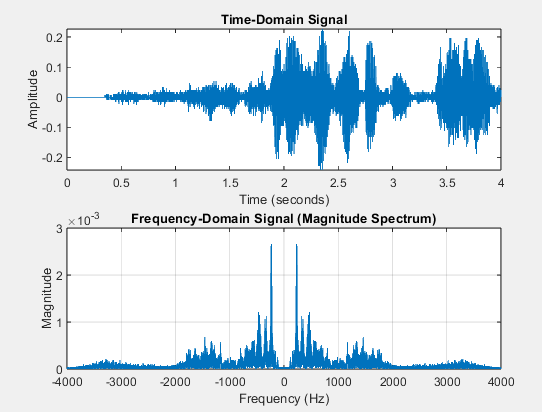 Time-Domain Signal
0.2
0.1
0
-0.1
-0.2
Amplitude
0 0.5 1 1.5 2 2.5 3 3.5 4
Time (seconds)
×10⁻³ Frequency-Domain Signal (Magnitude Spectrum)
3
2
1
0
Magnitude
-4000 -3000 -2000 -1000 0 1000 2000 3000 4000
Frequency (Hz)